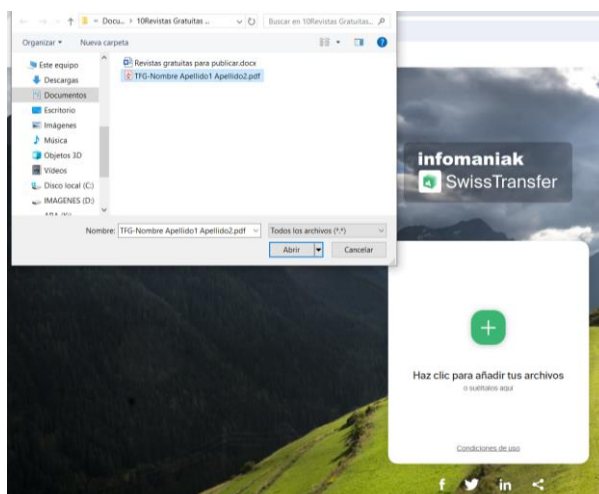 Docu... › 10Revistas Gratuitas ...
Buscar en 10Revistas Gratuitas...
Organizar
Nueva carpeta
Este equipo
Descargas
Documentos
Escritorio
Imágenes
Música
Objetos 3D
Vídeos
Disco local (C:)
IMAGENES (D:)
Revistas gratuitas para publicar.docx
TFG-Nombre Apellido1 Apellido2.pdf
Nombre: TFG-Nombre Apellido1 Apellido2.pdf
Todos los archivos (*.*)
Abrir
Cancelar
infomaniak
SwissTransfer
Haz clic para añadir tus archivos
o suéltalos aquí
Condiciones de uso